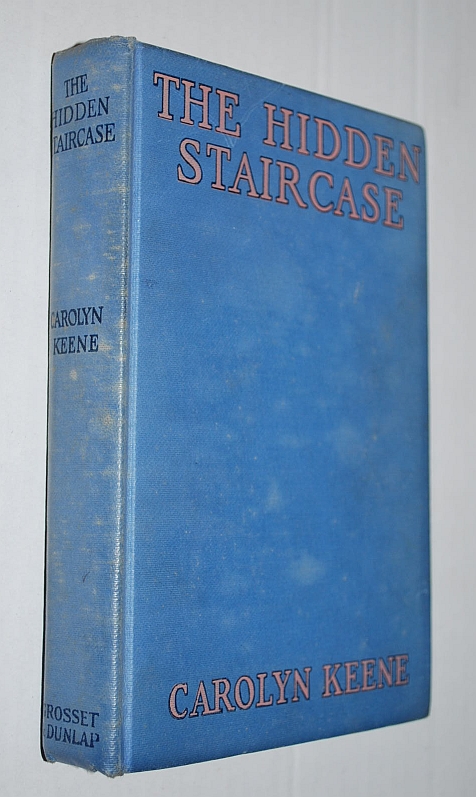 THE
HIDDEN
STAIRCASE
CAROLYN
KEENE
GROSSET
& DUNLAP
THE HIDDEN
STAIRCASE
CAROLYN KEENE